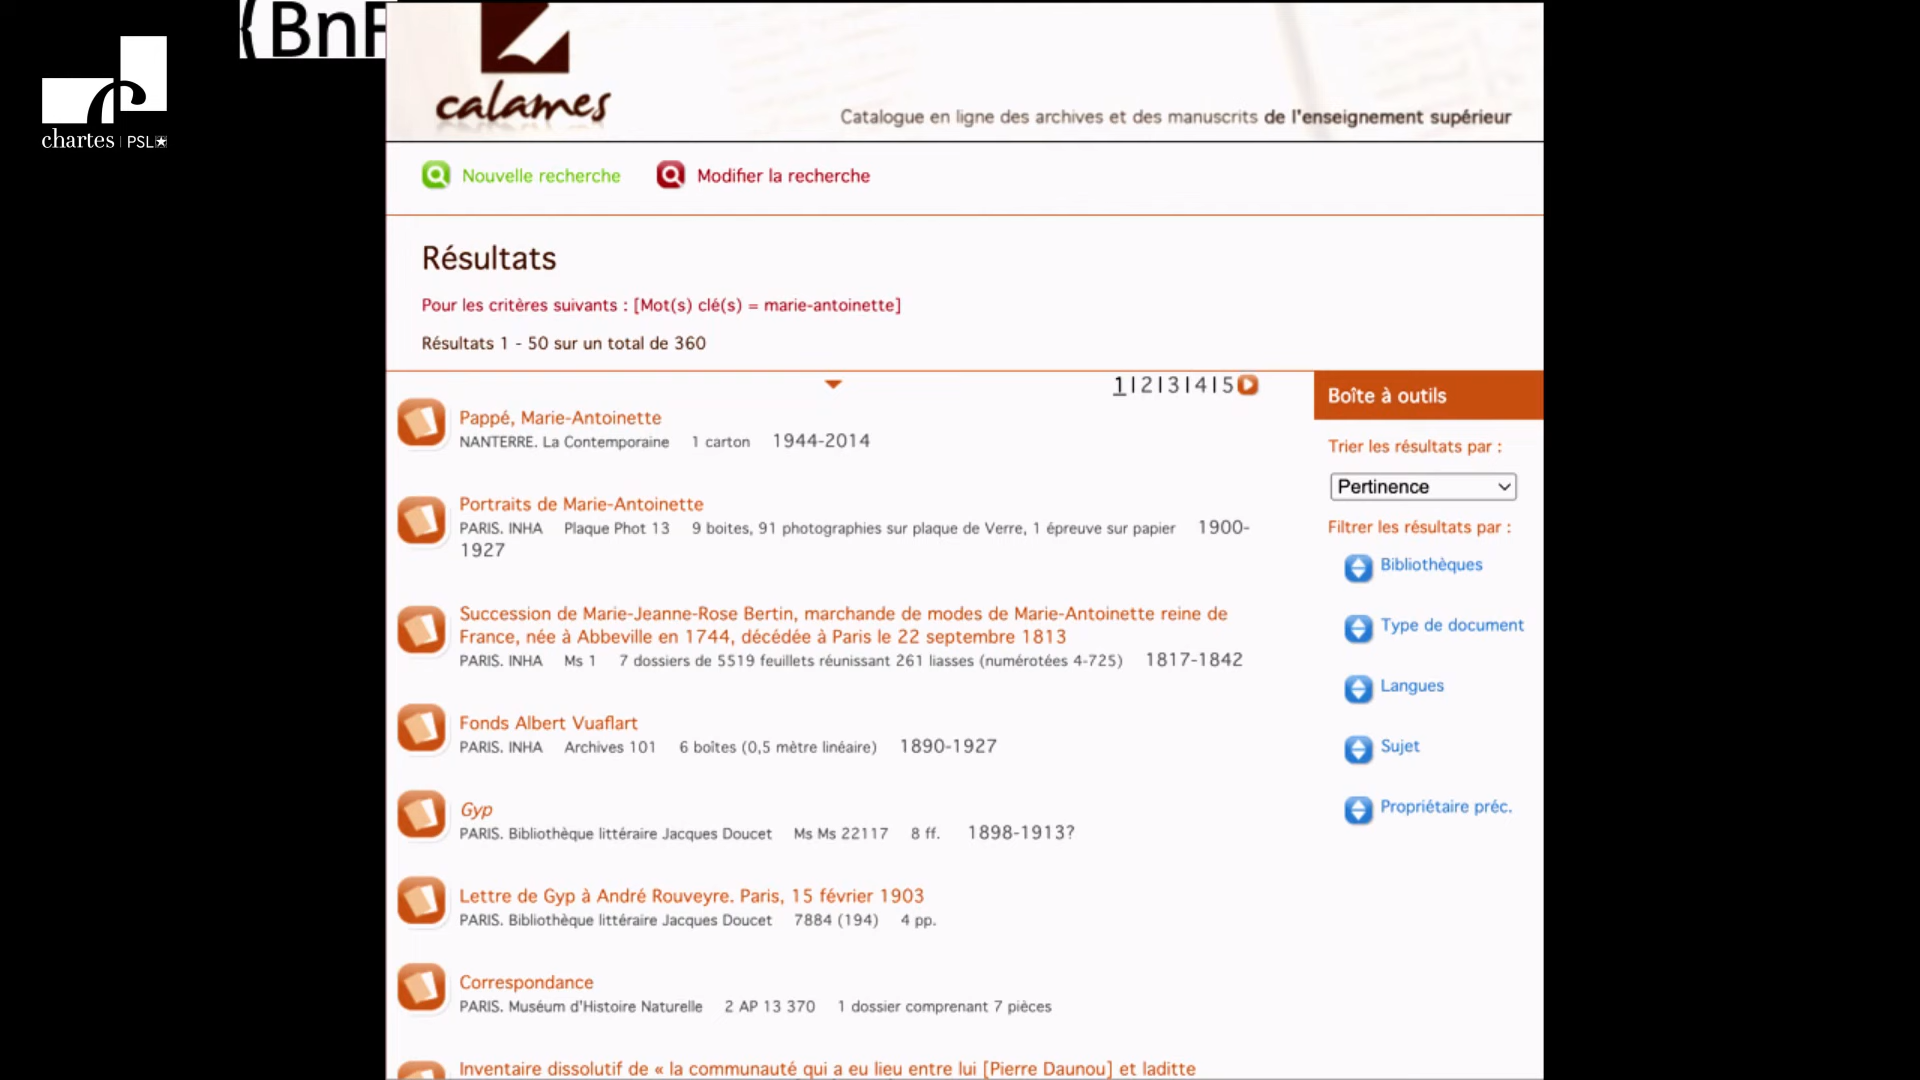 (BnF
chartes | PSL
calames
Catalogue en ligne des archives et des manuscrits de l'enseignement supérieur
Nouvelle recherche
Modifier la recherche
Résultats
Pour les critères suivants : [Mot(s) clé(s) = marie-antoinette]
Résultats 1 - 50 sur un total de 360
1 | 2 | 3 | 4 | 5
Pappé, Marie-Antoinette
NANTERRE. La Contemporaine 1 carton 1944-2014
Portraits de Marie-Antoinette
PARIS. INHA Plaque Phot 13 9 boites, 91 photographies sur plaque de Verre, 1 épreuve sur papier 1900-
1927
Succession de Marie-Jeanne-Rose Bertin, marchande de modes de Marie-Antoinette reine de
France, née à Abbeville en 1744, décédée à Paris le 22 septembre 1813
PARIS. INHA Ms 1 7 dossiers de 5519 feuillets réunissant 261 liasses (numérotées 4-725) 1817-1842
Fonds Albert Vuaflart
PARIS. INHA Archives 101 6 boîtes (0,5 mètre linéaire) 1890-1927
Gyp
PARIS. Bibliothèque littéraire Jacques Doucet Ms Ms 22117 8 ff. 1898-1913?
Lettre de Gyp à André Rouveyre. Paris, 15 février 1903
PARIS. Bibliothèque littéraire Jacques Doucet 7884 (194) 4 pp.
Correspondance
PARIS. Muséum d'Histoire Naturelle 2 AP 13 370 1 dossier comprenant 7 pièces
Inventaire dissolutif de « la communauté qui a eu lieu entre lui [Pierre Daunou] et laditte
Boîte à outils
Trier les résultats par :
Pertinence
Filtrer les résultats par :
Bibliothèques
Type de document
Langues
Sujet
Propriétaire préc.